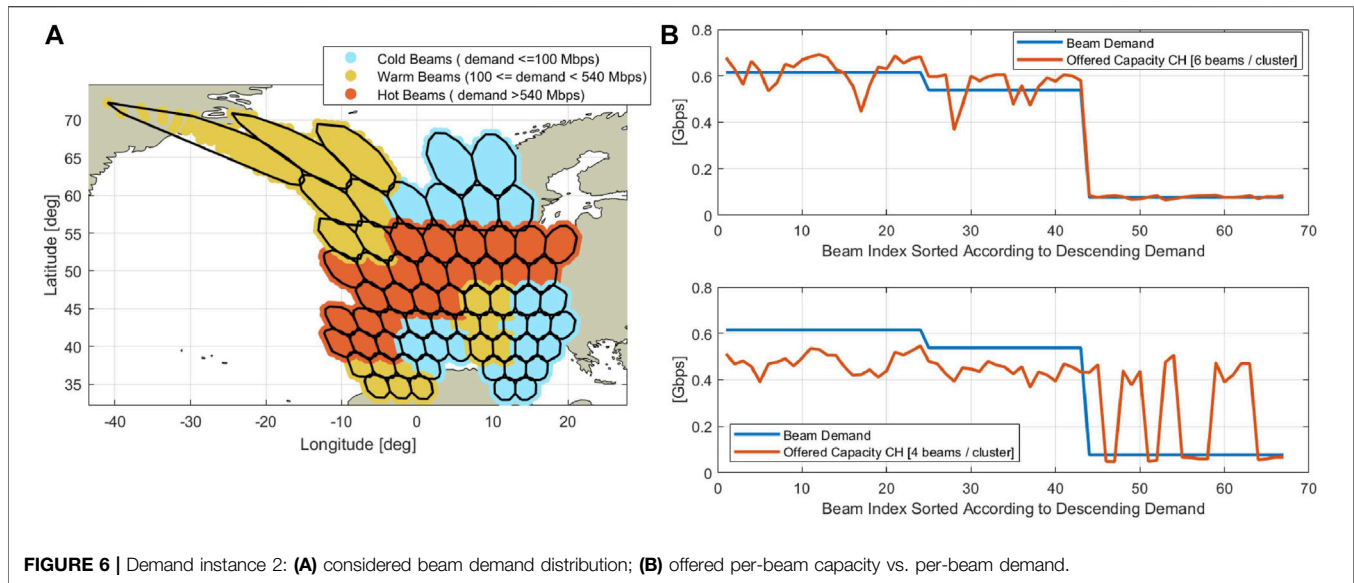 A
Cold Beams ( demand <=100 Mbps)
Warm Beams (100 <= demand < 540 Mbps)
Hot Beams ( demand >540 Mbps)
70
65
60
55
50
45
40
35
Latitude [deg]
-40 -30 -20 -10 0 10 20
Longitude [deg]
B
0.8
0.6
0.4
0.2
0
[Gbps]
Beam Demand
Offered Capacity CH [6 beams / cluster]
0 10 20 30 40 50 60 70
Beam Index Sorted According to Descending Demand
0.8
0.6
0.4
0.2
0
[Gbps]
Beam Demand
Offered Capacity CH [4 beams / cluster]
0 10 20 30 40 50 60 70
Beam Index Sorted According to Descending Demand
FIGURE 6 | Demand instance 2: (A) considered beam demand distribution; (B) offered per-beam capacity vs. per-beam demand.